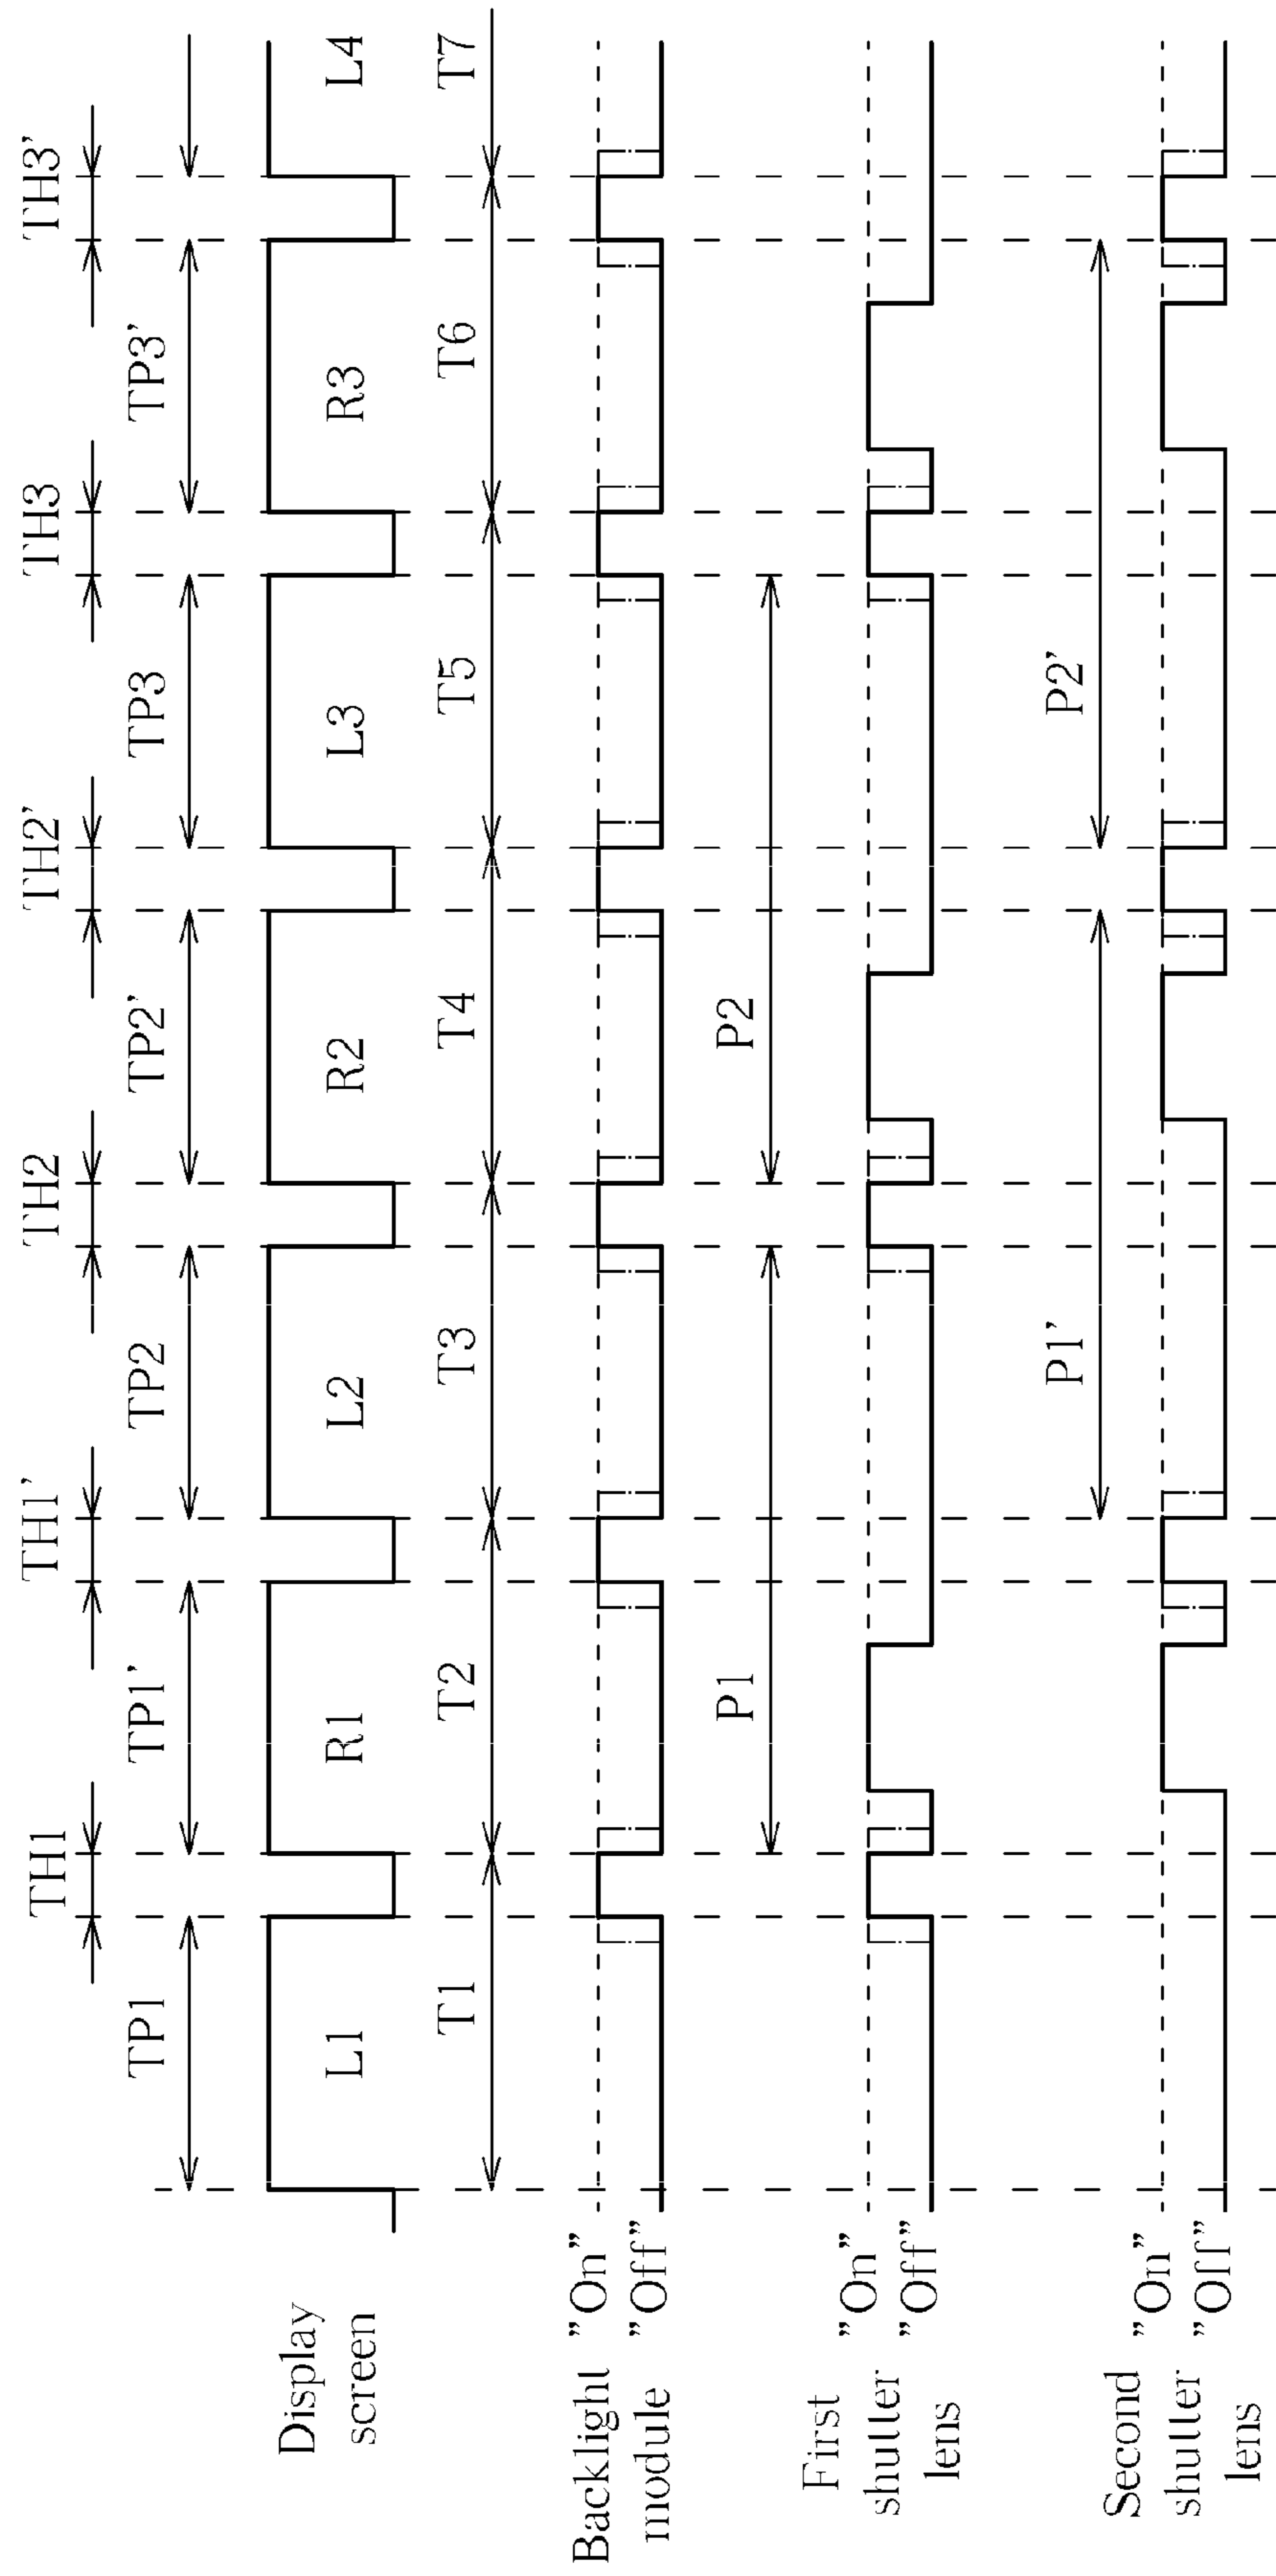 TH1 TH1' TH2 TH2' TH3 TH3'
TP1 TP1' TP2 TP2' TP3 TP3'
Display
screen
L1 R1 L2 R2 L3 R3 L4
T1 T2 T3 T4 T5 T6 T7
Backlight
module
"On"
"Off"
P1 P2
First
shutter
lens
"On"
"Off"
P1' P2'
Second
shutter
lens
"On"
"Off"